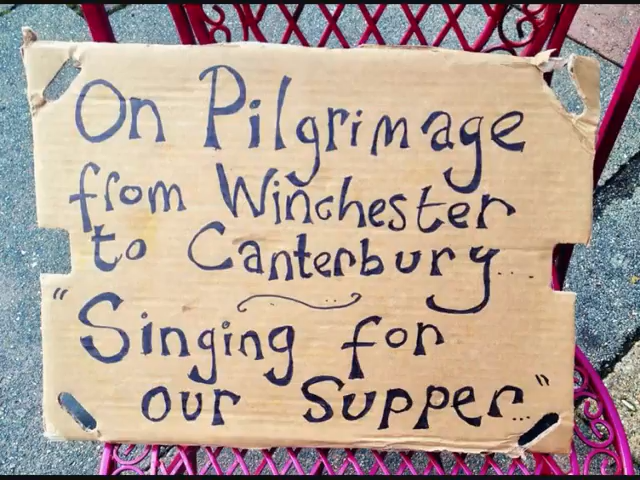 On Pilgrimage
from Winchester
to Canterbury...
"Singing for
our Supper..."